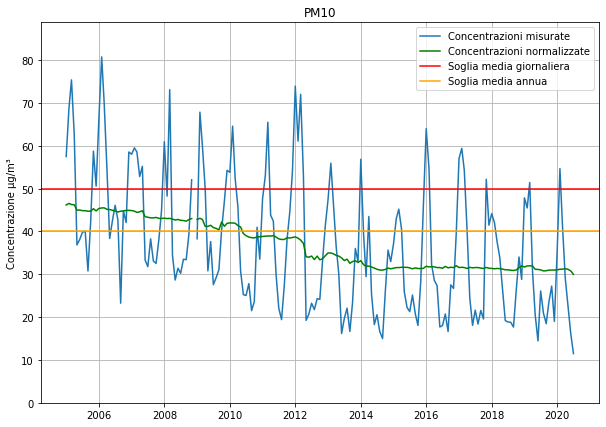 PM10
Concentrazioni misurate
Concentrazioni normalizzate
Soglia media giornaliera
Soglia media annua
Concentrazione µg/m³
80
70
60
50
40
30
20
10
0
2006 2008 2010 2012 2014 2016 2018 2020